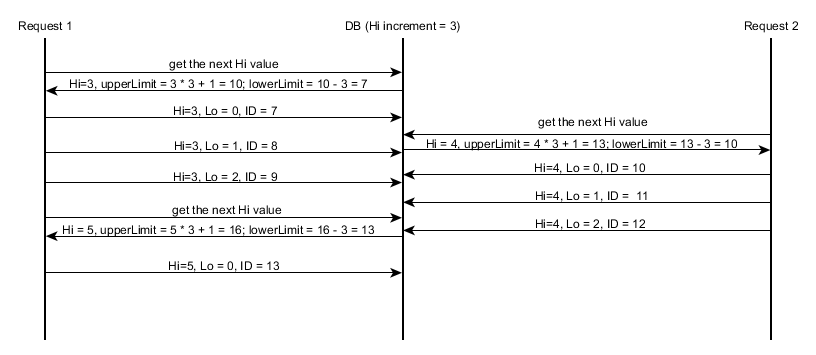 Request 1
DB (Hi increment = 3)
Request 2
get the next Hi value
Hi=3, upperLimit = 3 * 3 + 1 = 10; lowerLimit = 10 - 3 = 7
Hi=3, Lo = 0, ID = 7
get the next Hi value
Hi = 4, upperLimit = 4 * 3 + 1 = 13; lowerLimit = 13 - 3 = 10
Hi=3, Lo = 1, ID = 8
Hi=4, Lo = 0, ID = 10
Hi=3, Lo = 2, ID = 9
Hi=4, Lo = 1, ID = 11
get the next Hi value
Hi=4, Lo = 2, ID = 12
Hi = 5, upperLimit = 5 * 3 + 1 = 16; lowerLimit = 16 - 3 = 13
Hi=5, Lo = 0, ID = 13